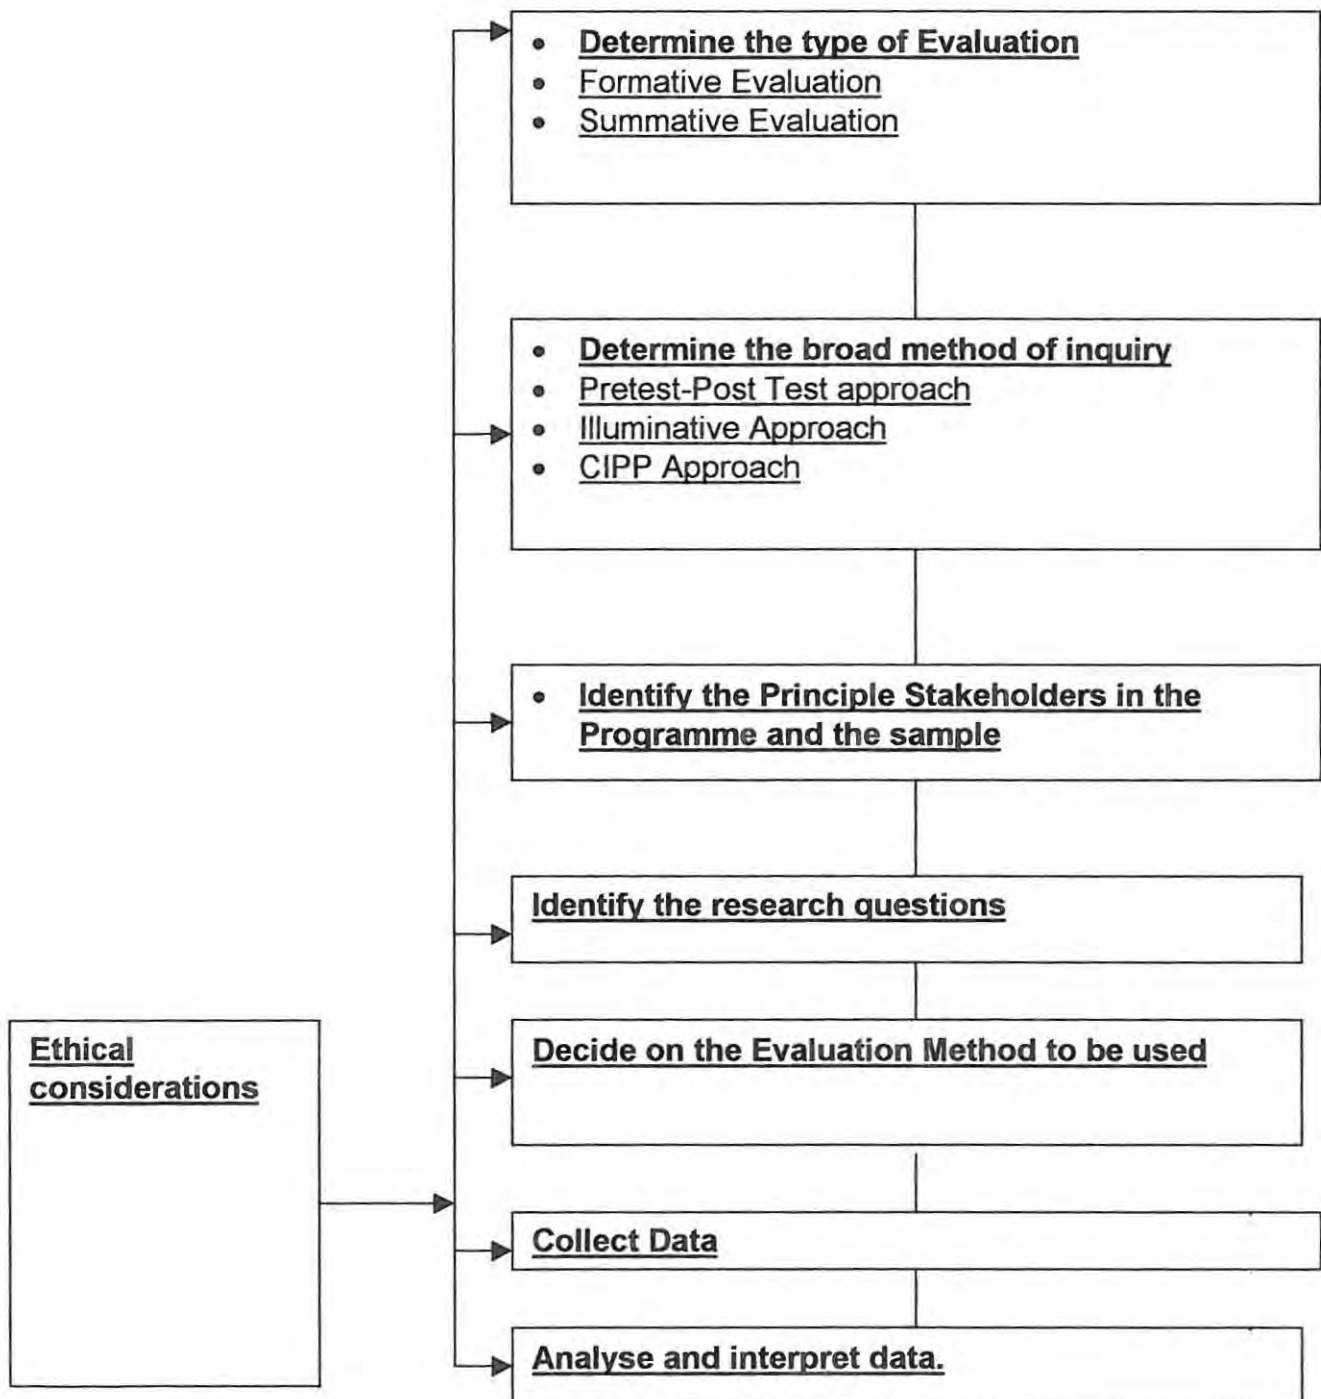 • Determine the type of Evaluation
• Formative Evaluation
• Summative Evaluation
• Determine the broad method of inquiry
• Pretest-Post Test approach
• Illuminative Approach
• CIPP Approach
• Identify the Principle Stakeholders in the
Programme and the sample
Identify the research questions
Decide on the Evaluation Method to be used
Ethical
considerations
Collect Data
Analyse and interpret data.